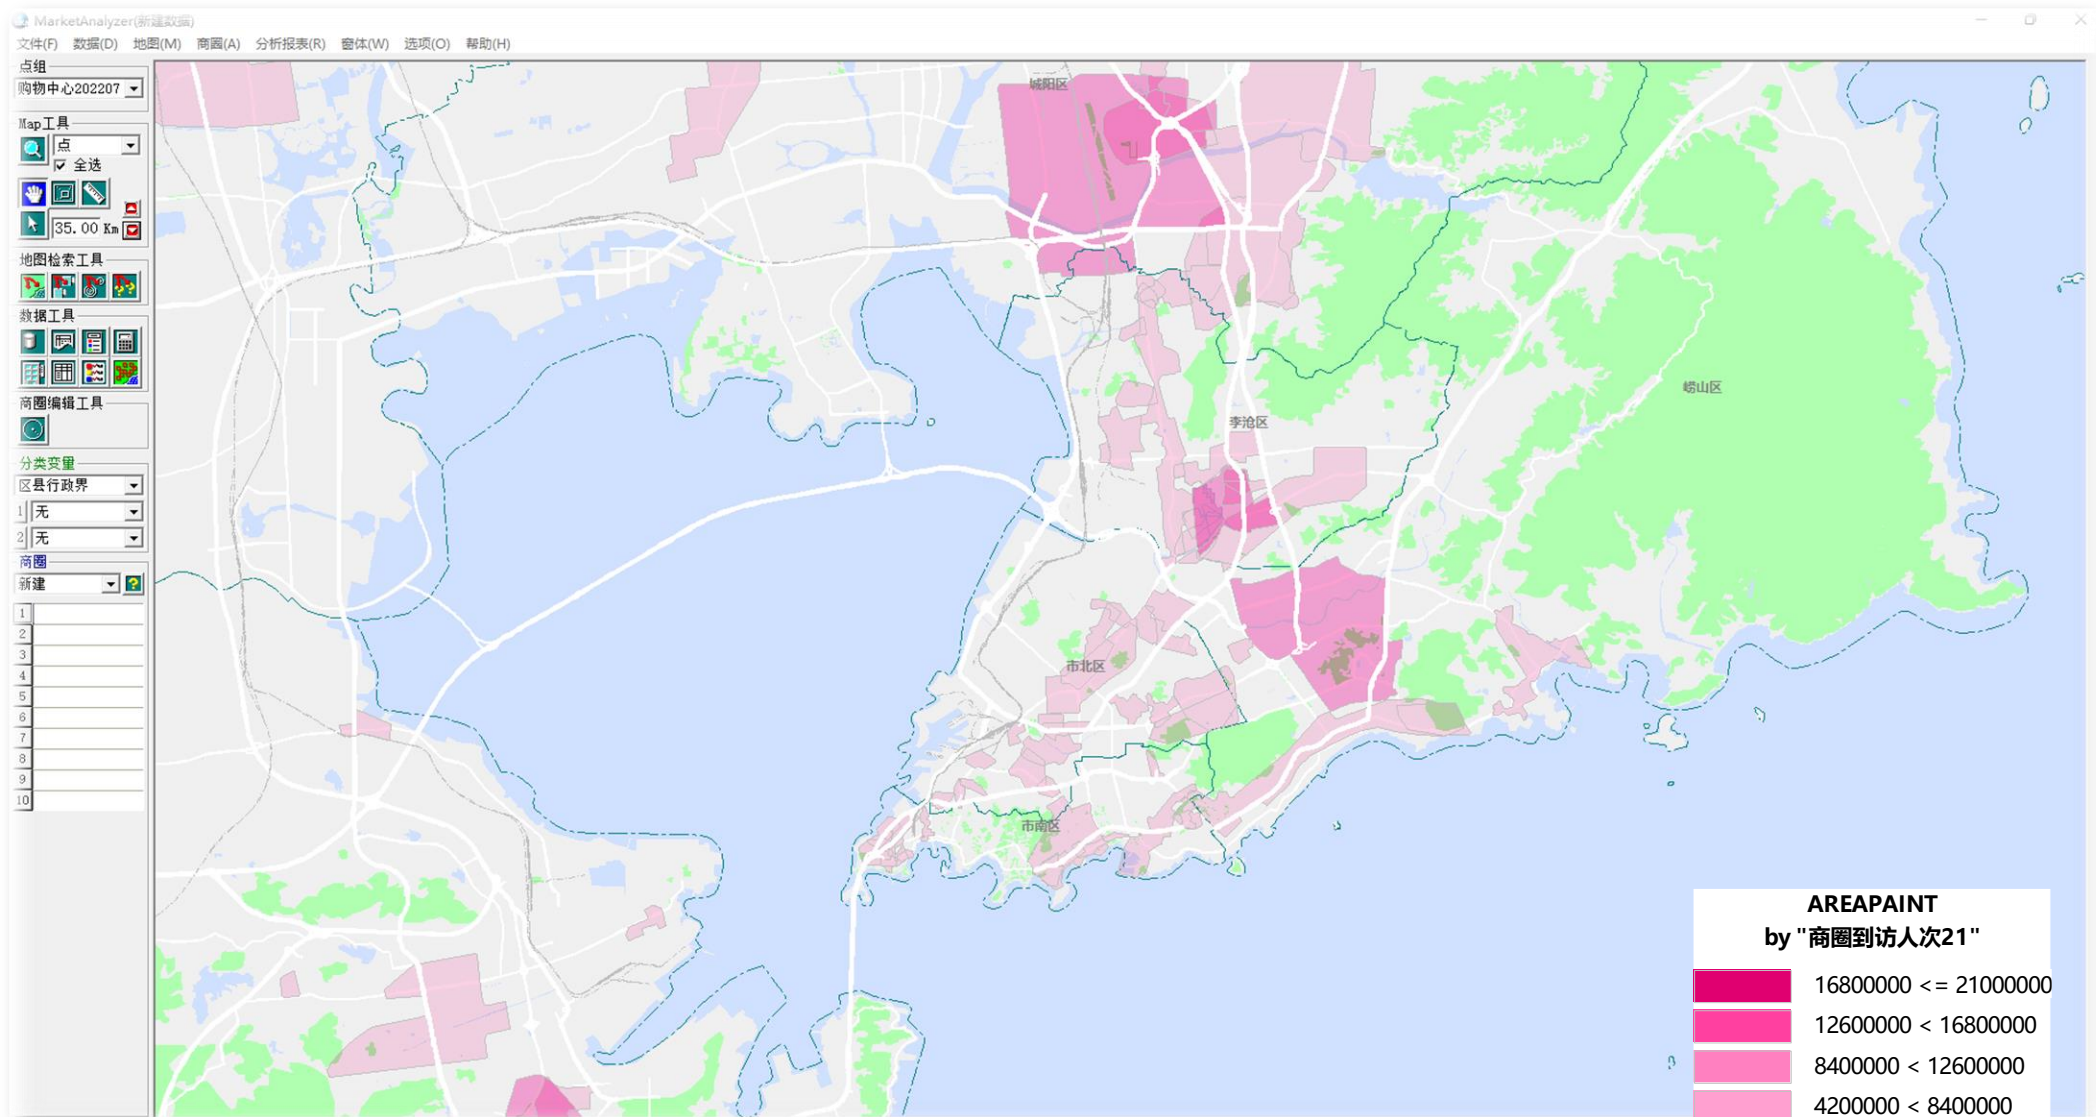 MarketAnalyzer(新建数据)
文件(F) 数据(D) 地图(M) 商圈(A) 分析报表(R) 窗体(W) 选项(O) 帮助(H)
点组
购物中心202207
Map工具
点
全选
35.00 Km
地图检索工具
数据工具
商圈编辑工具
分类变量
区县行政界
1 无
2 无
商圈
新建
1
2
3
4
5
6
7
8
9
10
城阳区
崂山区
李沧区
市北区
市南区
AREAPAINT
by "商圈到访人次21"
16800000 <= 21000000
12600000 < 16800000
8400000 < 12600000
4200000 < 8400000